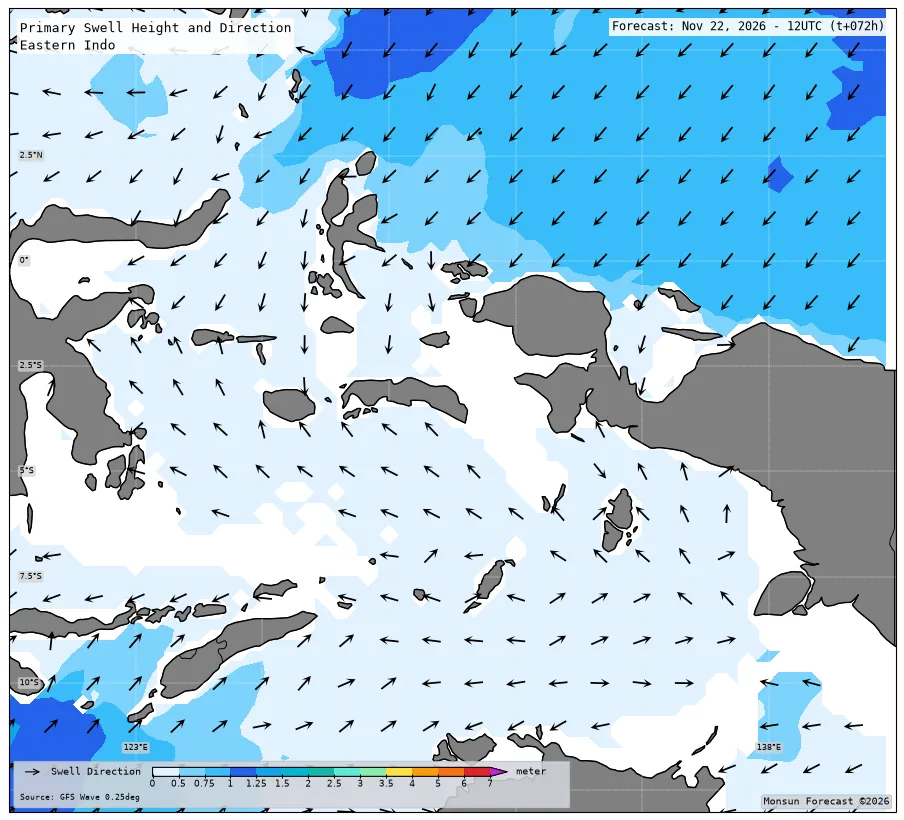 Primary Swell Height and Direction
Eastern Indo
Forecast: Nov 22, 2026 - 12UTC (t+072h)
2.5°N
0°
2.5°S
5°S
7.5°S
10°S
123°E
138°E
Swell Direction
meter
0 0.5 0.75 1 1.25 1.5 2 2.5 3 3.5 4 5 6 7
Source: GFS Wave 0.25deg
Monsun Forecast ©2026